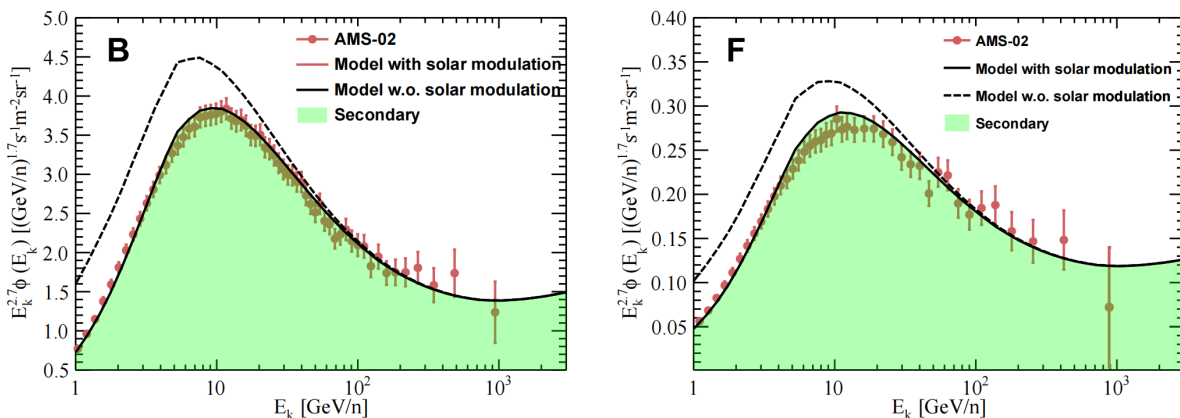 B
AMS-02
Model with solar modulation
Model w.o. solar modulation
Secondary
5.0
4.5
4.0
3.5
3.0
2.5
2.0
1.5
1.0
0.5
E_k^2.7 ϕ (E_k) [(GeV/n)^1.7 s^-1 m^-2 sr^-1]
1 10 10^2 10^3
E_k [GeV/n]
F
AMS-02
Model with solar modulation
Model w.o. solar modulation
Secondary
0.40
0.35
0.30
0.25
0.20
0.15
0.10
0.05
E_k^2.7 ϕ (E_k) [(GeV/n)^1.7 s^-1 m^-2 sr^-1]
1 10 10^2 10^3
E_k [GeV/n]